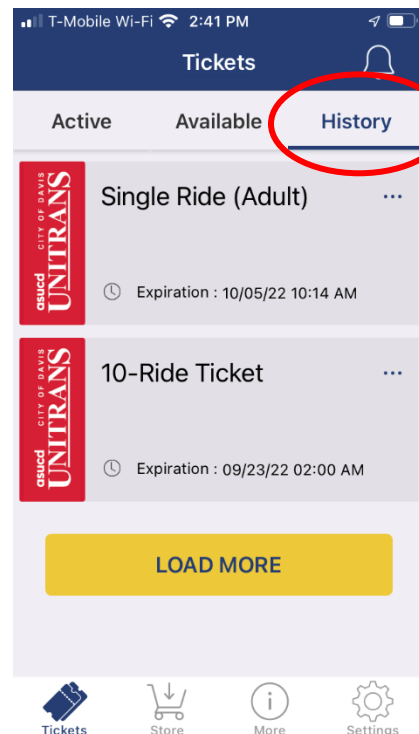 T-Mobile Wi-Fi 2:41 PM
Tickets
Active Available History
asucd CITY OF DAVIS
UNITRANS
Single Ride (Adult) ...
Expiration : 10/05/22 10:14 AM
asucd CITY OF DAVIS
UNITRANS
10-Ride Ticket ...
Expiration : 09/23/22 02:00 AM
LOAD MORE
Tickets Store More Settings